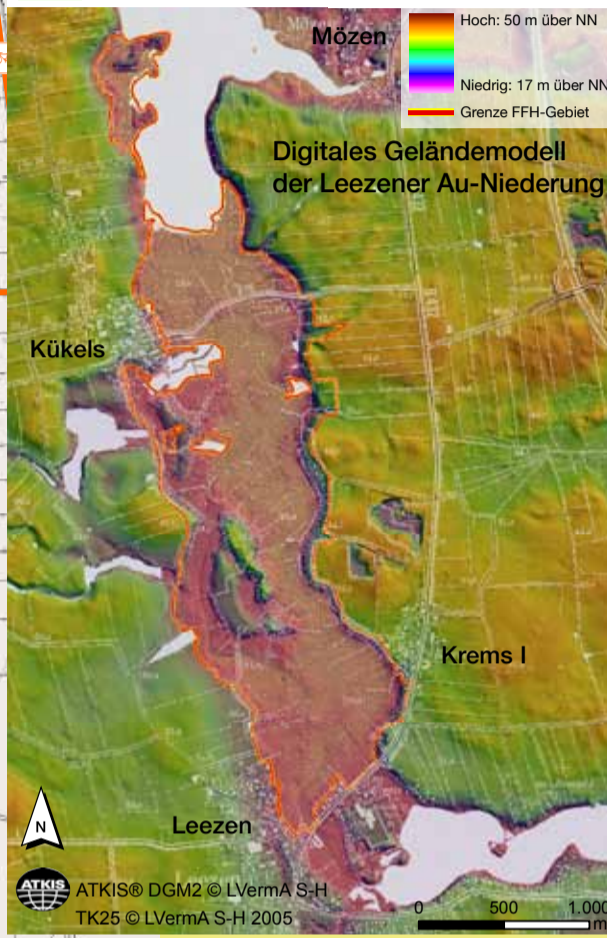 Mözen
Hoch: 50 m über NN
Niedrig: 17 m über NN
Grenze FFH-Gebiet
Digitales Geländemodell
der Leezener Au-Niederung
Kükels
Krems I
Leezen
N
ATKIS
ATKIS® DGM2 © LVermA S-H
TK25 © LVermA S-H 2005
0 500 1.000
m